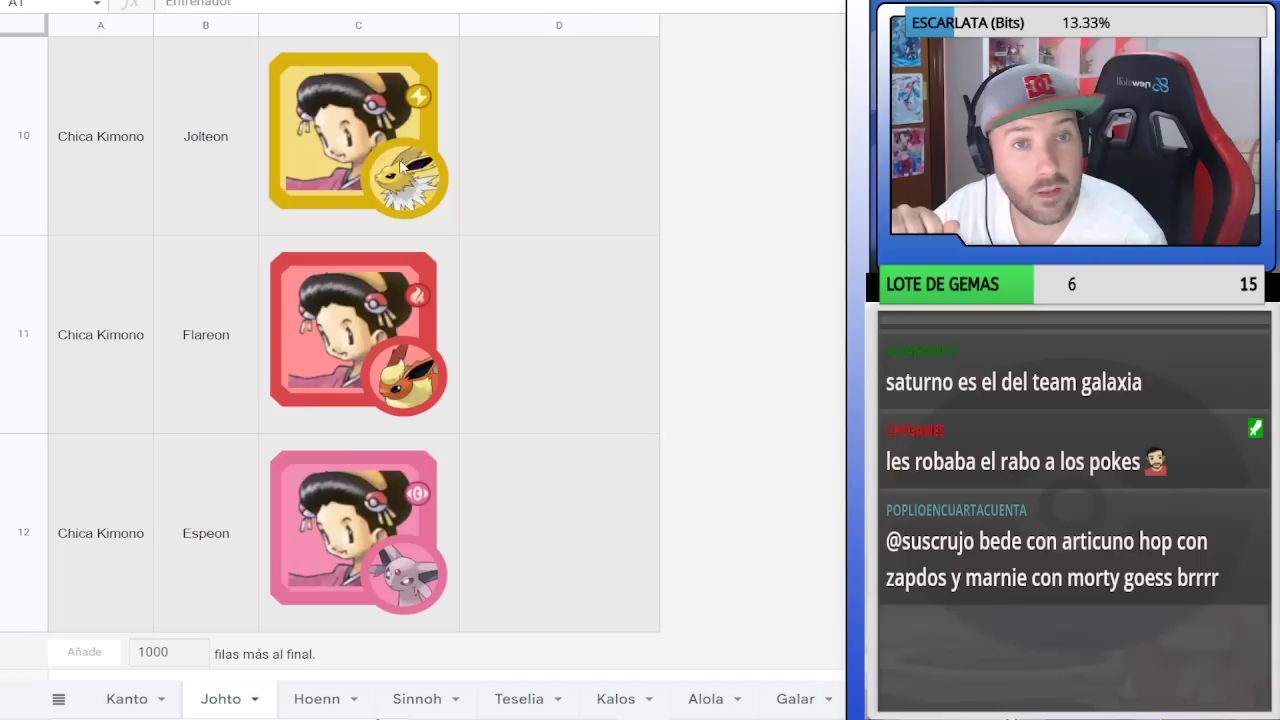 A1
Entrenador
A B C D
10 Chica Kimono Jolteon
11 Chica Kimono Flareon
12 Chica Kimono Espeon
Añade 1000 filas más al final.
Kanto Johto Hoenn Sinnoh Teselia Kalos Alola Galar
ESCARLATA (Bits) 13.33%
newskill
LOTE DE GEMAS 6 15
saturno es el del team galaxia
CHYGAMES
les robaba el rabo a los pokes
POPLIOENCUARTACUENTA
@suscrujo bede con articuno hop con
zapdos y marnie con morty goess brrrr